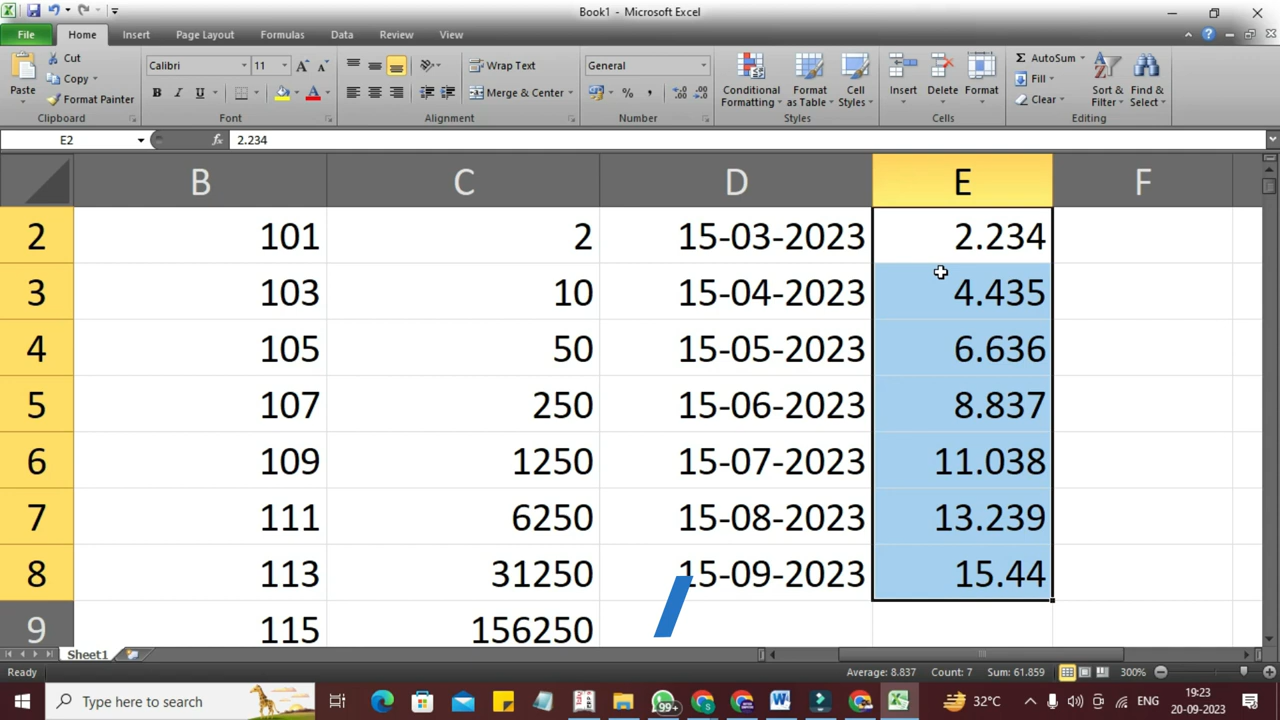 Book1 - Microsoft Excel
File Home Insert Page Layout Formulas Data Review View
Cut
Copy
Format Painter
Paste
Clipboard
Calibri 11
B I U
Font
Wrap Text
Merge & Center
Alignment
General
%
Number
Conditional Formatting
Format as Table
Cell Styles
Styles
Insert Delete Format
Cells
AutoSum
Fill
Clear
Sort & Filter
Find & Select
Editing
E2 fx 2.234
B C D E F
2 101 2 15-03-2023 2.234
3 103 10 15-04-2023 4.435
4 105 50 15-05-2023 6.636
5 107 250 15-06-2023 8.837
6 109 1250 15-07-2023 11.038
7 111 6250 15-08-2023 13.239
8 113 31250 15-09-2023 15.44
9 115 156250
Sheet1
Ready Average: 8.837 Count: 7 Sum: 61.859 300%
Type here to search 99+ 32°C ENG 19:23
20-09-2023